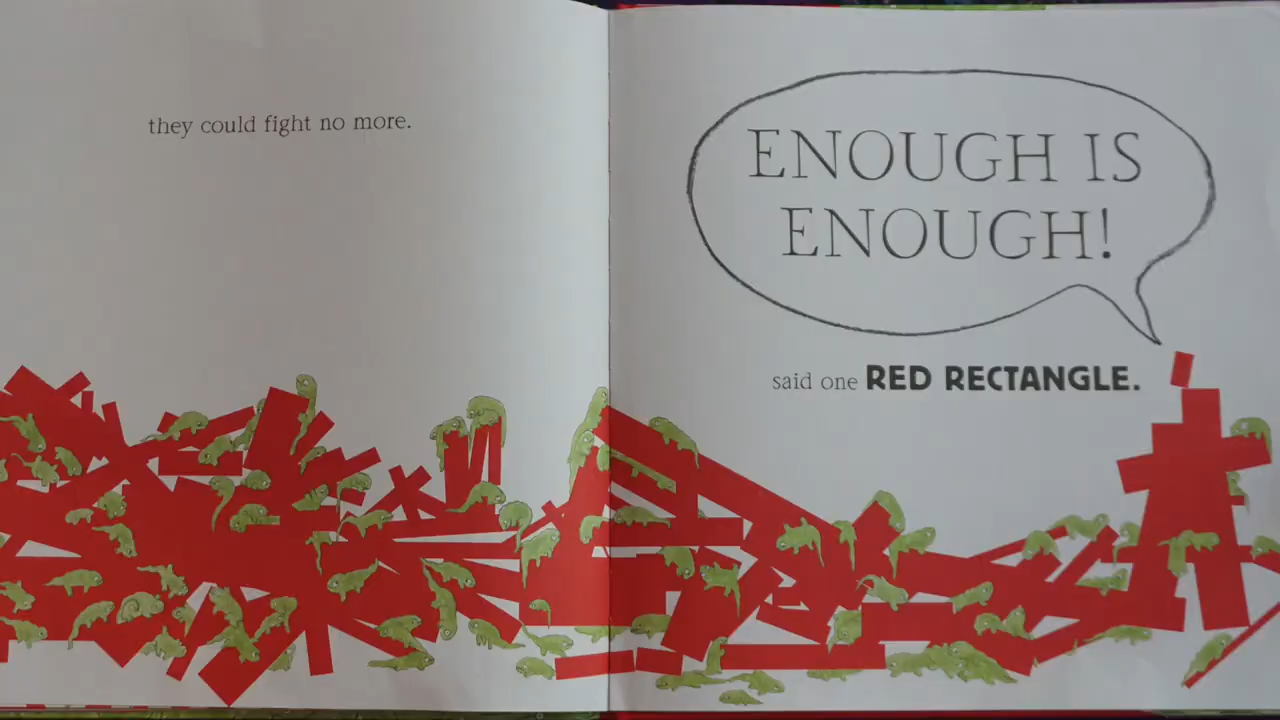 they could fight no more.
ENOUGH IS
ENOUGH!
said one RED RECTANGLE.